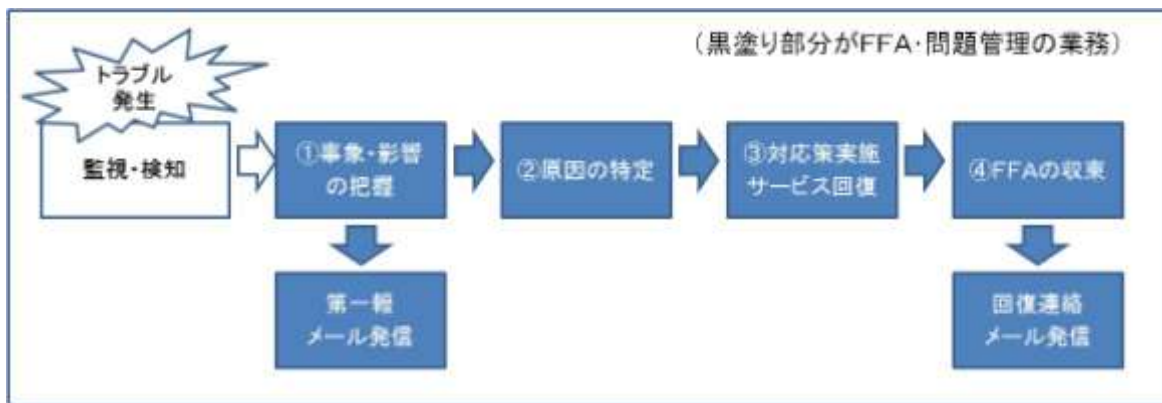 (黒塗り部分がFFA・問題管理の業務)
トラブル
発生
監視・検知
①事象・影響
の把握
②原因の特定
③対応策実施
サービス回復
④FFAの収束
第一報
メール発信
回復連絡
メール発信